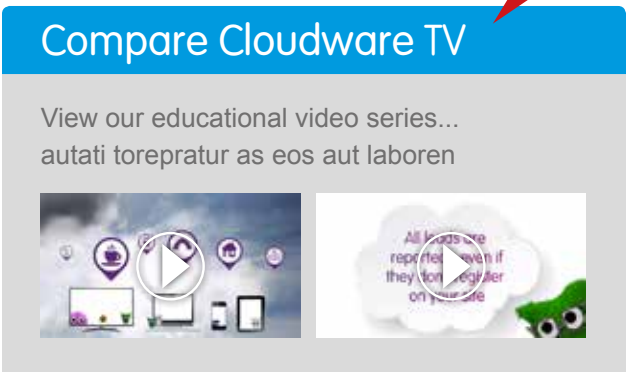 Compare Cloudware TV
View our educational video series...
autati torepratur as eos aut laboren
All leads are
reported even if
they don't register
on your site